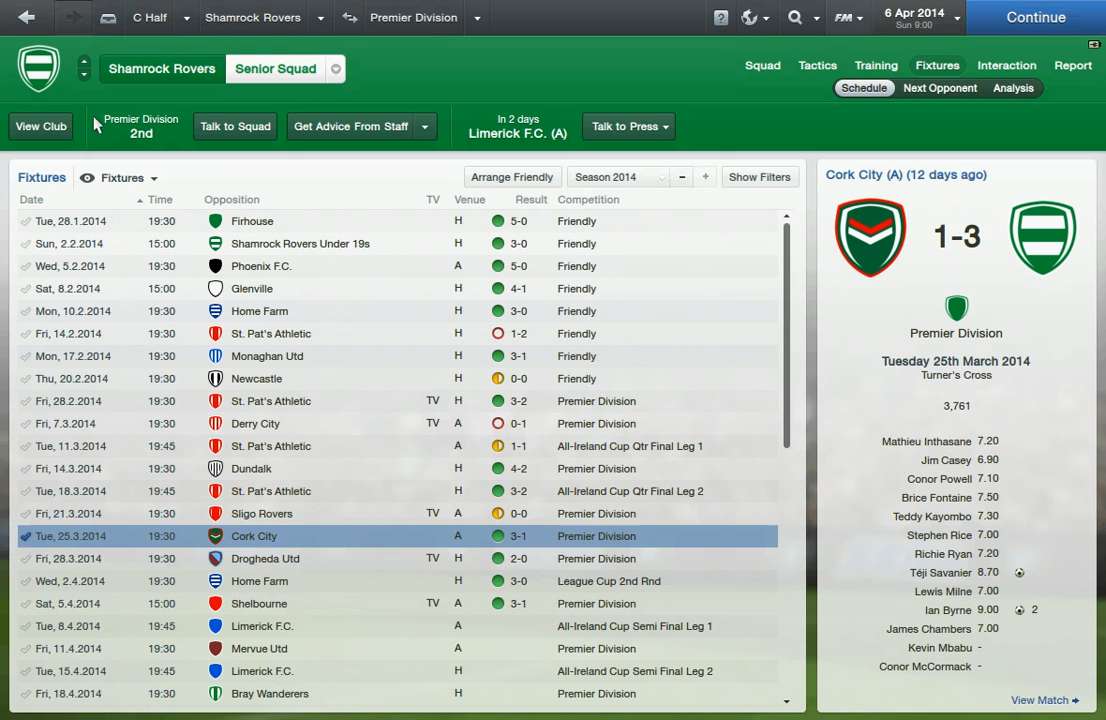 C Half Shamrock Rovers Premier Division ? FM 6 Apr 2014 Continue
Sun 9:00
Shamrock Rovers Senior Squad Squad Tactics Training Fixtures Interaction Report
Schedule Next Opponent Analysis
View Club Premier Division Talk to Squad Get Advice From Staff In 2 days Talk to Press
2nd Limerick F.C. (A)
Fixtures Fixtures Arrange Friendly Season 2014 - + Show Filters
Date Time Opposition TV Venue Result Competition
Tue, 28.1.2014 19:30 Firhouse H 5-0 Friendly
Sun, 2.2.2014 15:00 Shamrock Rovers Under 19s H 3-0 Friendly
Wed, 5.2.2014 19:30 Phoenix F.C. A 5-0 Friendly
Sat, 8.2.2014 15:00 Glenville H 4-1 Friendly
Mon, 10.2.2014 19:30 Home Farm H 3-0 Friendly
Fri, 14.2.2014 19:30 St. Pat's Athletic H 1-2 Friendly
Mon, 17.2.2014 19:30 Monaghan Utd H 3-1 Friendly
Thu, 20.2.2014 19:30 Newcastle H 0-0 Friendly
Fri, 28.2.2014 19:30 St. Pat's Athletic TV H 3-2 Premier Division
Fri, 7.3.2014 19:30 Derry City TV A 0-1 Premier Division
Tue, 11.3.2014 19:45 St. Pat's Athletic A 1-1 All-Ireland Cup Qtr Final Leg 1
Fri, 14.3.2014 19:30 Dundalk H 4-2 Premier Division
Tue, 18.3.2014 19:45 St. Pat's Athletic H 3-2 All-Ireland Cup Qtr Final Leg 2
Fri, 21.3.2014 19:30 Sligo Rovers TV A 0-0 Premier Division
Tue, 25.3.2014 19:30 Cork City A 3-1 Premier Division
Fri, 28.3.2014 19:30 Drogheda Utd TV H 2-0 Premier Division
Wed, 2.4.2014 19:30 Home Farm H 3-0 League Cup 2nd Rnd
Sat, 5.4.2014 15:00 Shelbourne TV A 3-1 Premier Division
Tue, 8.4.2014 19:45 Limerick F.C. A All-Ireland Cup Semi Final Leg 1
Fri, 11.4.2014 19:30 Mervue Utd A Premier Division
Tue, 15.4.2014 19:45 Limerick F.C. H All-Ireland Cup Semi Final Leg 2
Fri, 18.4.2014 19:30 Bray Wanderers H Premier Division
Cork City (A) (12 days ago)
1-3
Premier Division
Tuesday 25th March 2014
Turner's Cross
3,761
Mathieu Inthasane 7.20
Jim Casey 6.90
Conor Powell 7.10
Brice Fontaine 7.50
Teddy Kayombo 7.30
Stephen Rice 7.00
Richie Ryan 7.20
Téji Savanier 8.70
Lewis Milne 7.00
Ian Byrne 9.00 2
James Chambers 7.00
Kevin Mbabu -
Conor McCormack -
View Match